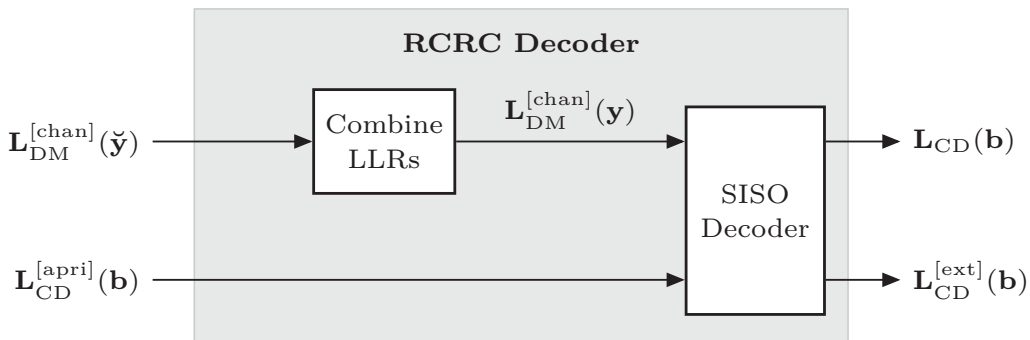 RCRC Decoder
L_DM^[chan](y̆)
Combine
LLRs
L_DM^[chan](y)
L_CD(b)
SISO
Decoder
L_CD^[apri](b)
L_CD^[ext](b)